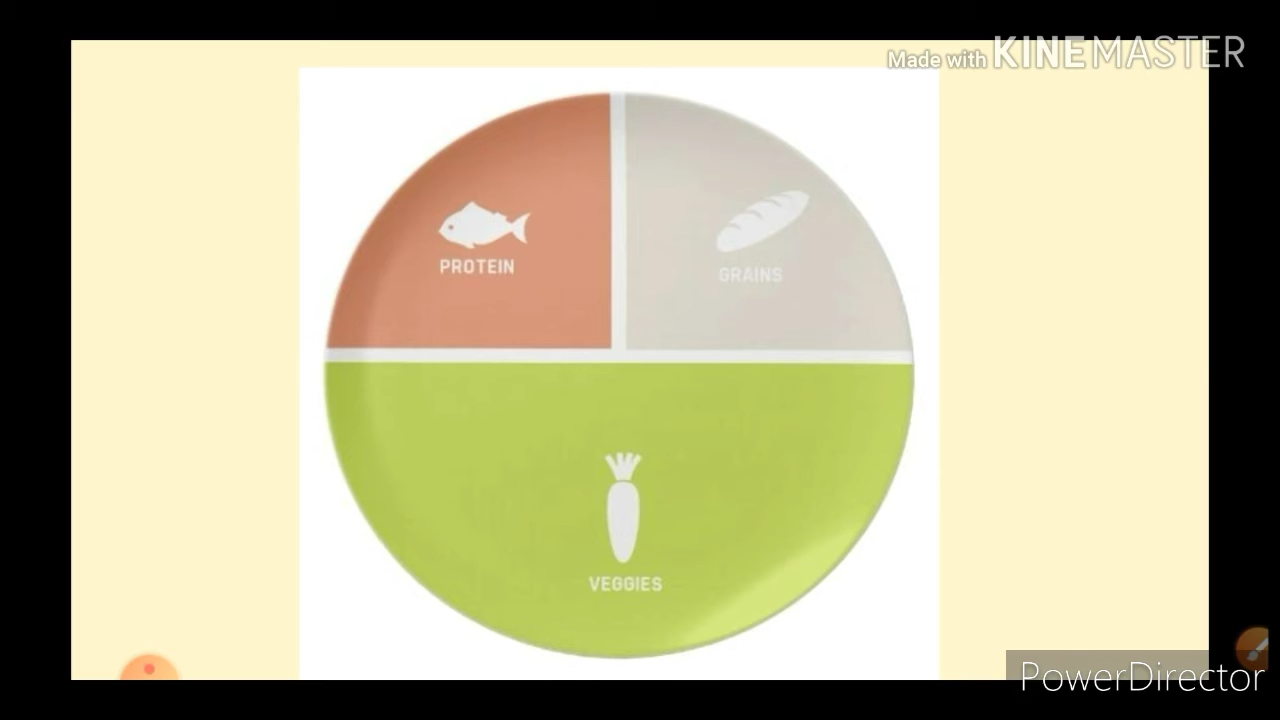 Made with KINEMASTER
PROTEIN
GRAINS
VEGGIES
PowerDirector